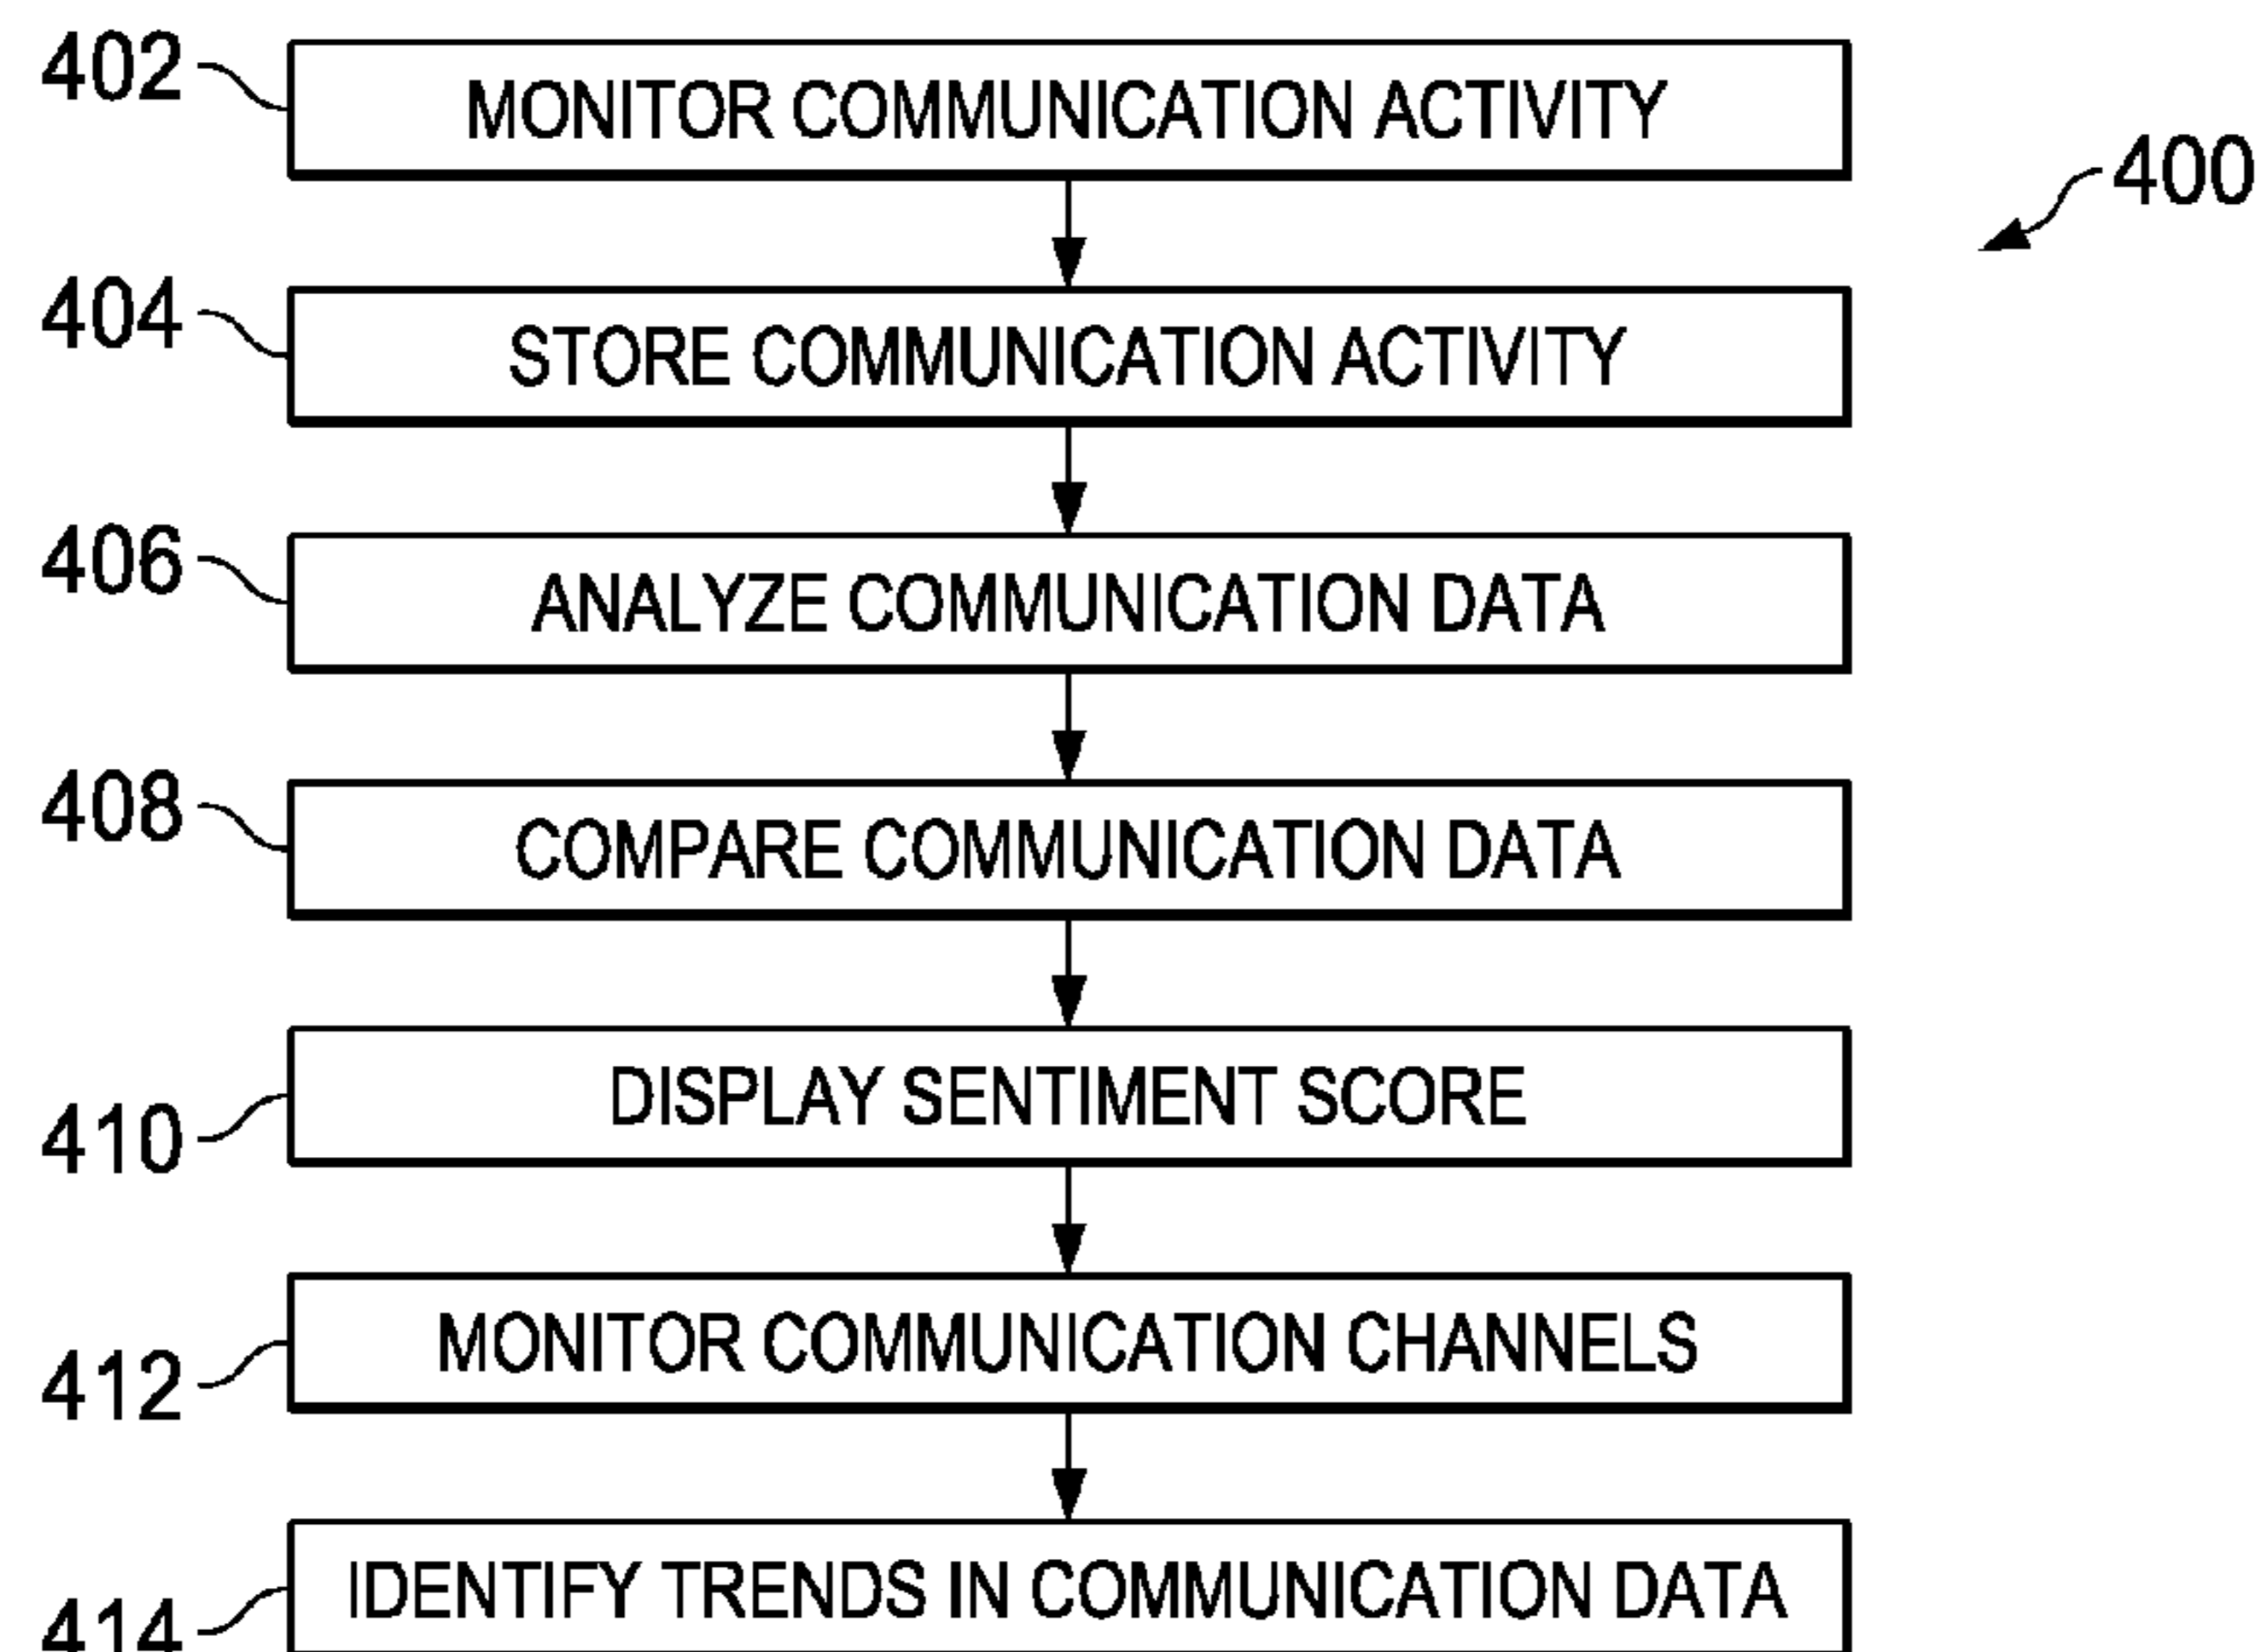 402
MONITOR COMMUNICATION ACTIVITY
400
404
STORE COMMUNICATION ACTIVITY
406
ANALYZE COMMUNICATION DATA
408
COMPARE COMMUNICATION DATA
410
DISPLAY SENTIMENT SCORE
412
MONITOR COMMUNICATION CHANNELS
414
IDENTIFY TRENDS IN COMMUNICATION DATA